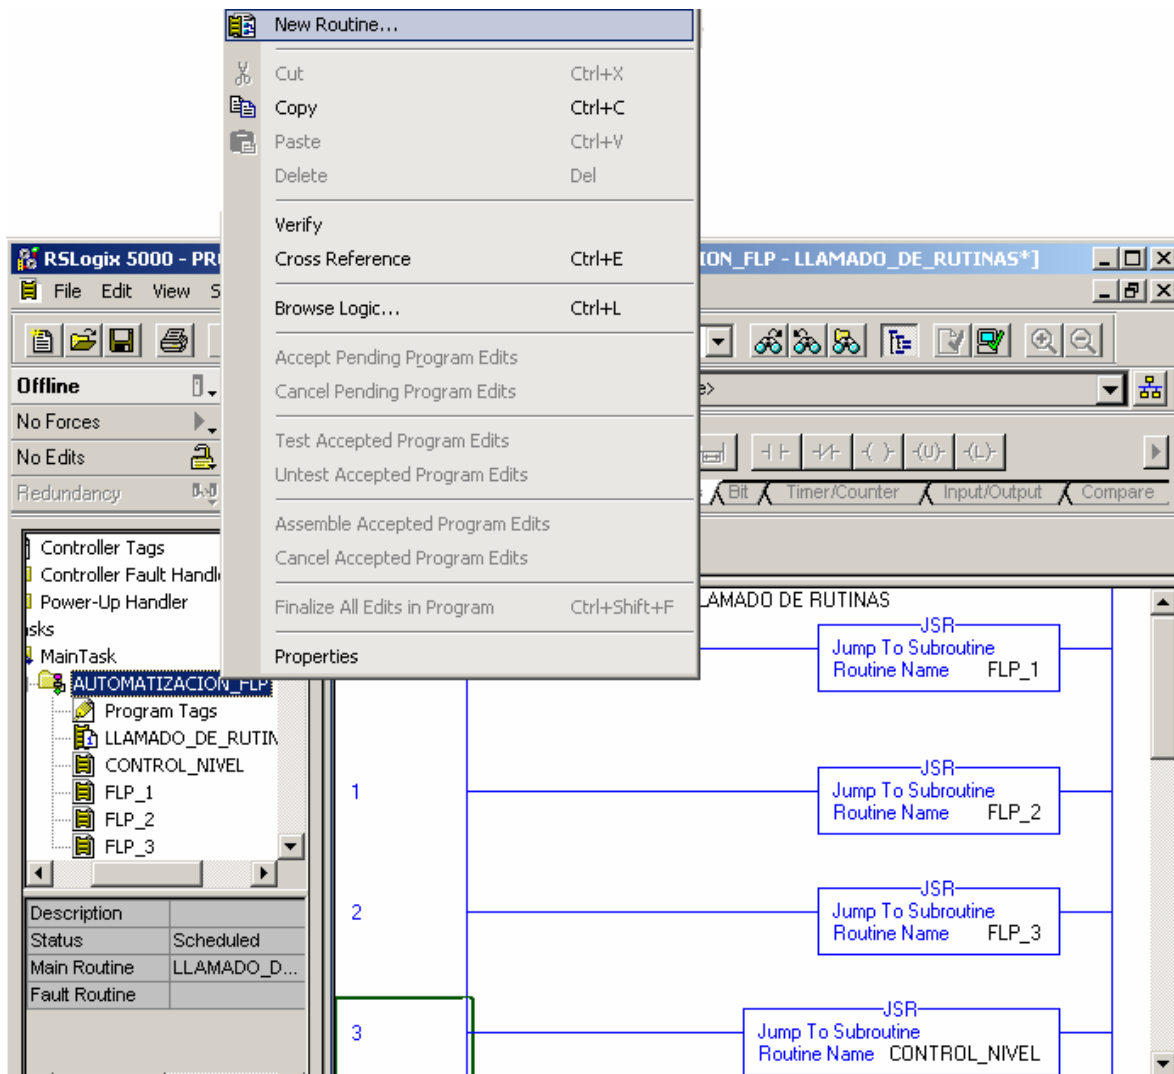 New Routine...
Cut Ctrl+X
Copy Ctrl+C
Paste Ctrl+V
Delete Del
Verify
Cross Reference Ctrl+E
Browse Logic... Ctrl+L
Accept Pending Program Edits
Cancel Pending Program Edits
Test Accepted Program Edits
Untest Accepted Program Edits
Assemble Accepted Program Edits
Cancel Accepted Program Edits
Finalize All Edits in Program Ctrl+Shift+F
Properties
RSLogix 5000 - PR ION_FLP - LLAMADO_DE_RUTINAS*]
File Edit View S
Offline
No Forces
No Edits
Redundancy
Bit Timer/Counter Input/Output Compare
Controller Tags
Controller Fault Handl
Power-Up Handler
sks
MainTask
AUTOMATIZACION_FLP
Program Tags
LLAMADO_DE_RUTIN
CONTROL_NIVEL
FLP_1
FLP_2
FLP_3
Description
Status Scheduled
Main Routine LLAMADO_D...
Fault Routine
LAMADO DE RUTINAS
JSR
Jump To Subroutine
Routine Name FLP_1
1
JSR
Jump To Subroutine
Routine Name FLP_2
2
JSR
Jump To Subroutine
Routine Name FLP_3
3
JSR
Jump To Subroutine
Routine Name CONTROL_NIVEL